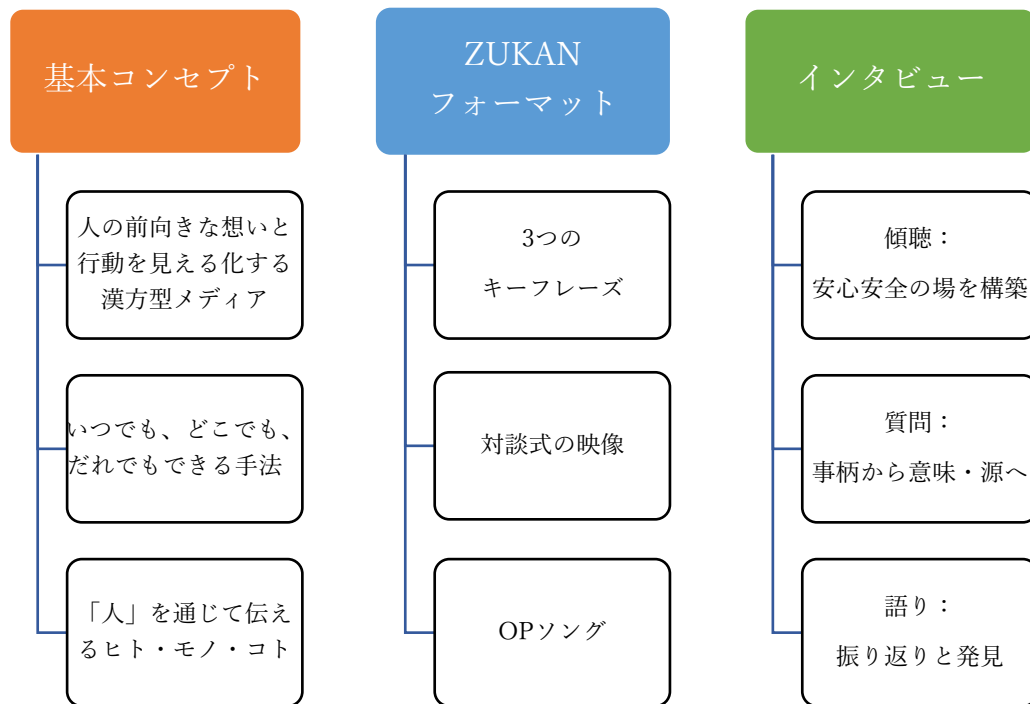 基本コンセプト
人の前向きな想いと
行動を見える化する
漢方型メディア
いつでも、どこでも、
だれでもできる手法
「人」を通じて伝え
るヒト・モノ・コト
ZUKAN
フォーマット
3つの
キーフレーズ
対談式の映像
OPソング
インタビュー
傾聴：
安心安全の場を構築
質問：
事柄から意味・源へ
語り：
振り返りと発見